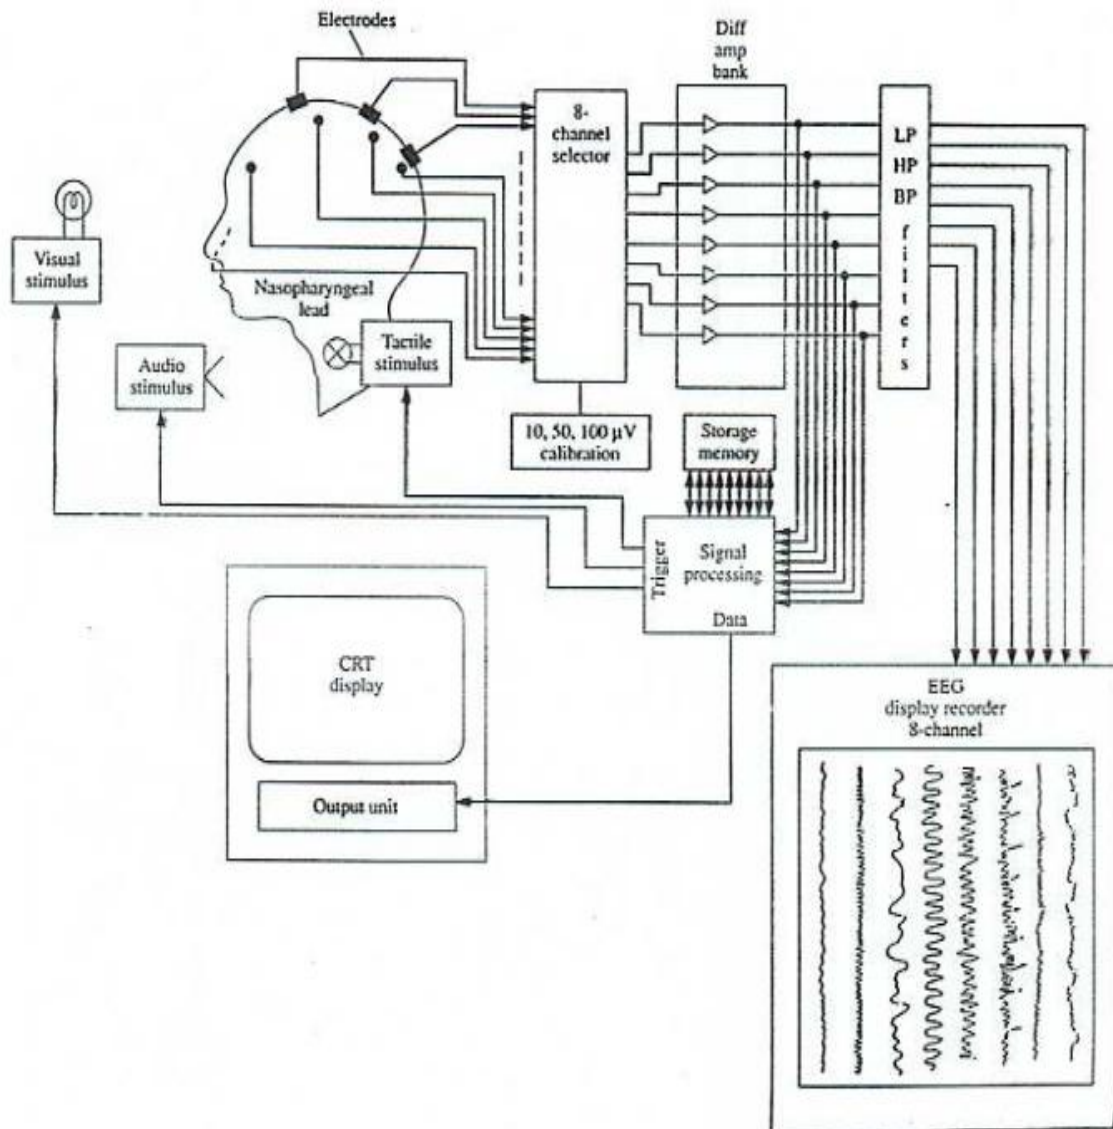 Electrodes
Diff
amp
bank
8-
channel
selector
LP
HP
BP
filters
Visual
stimulus
Nasopharyngeal
lead
Audio
stimulus
Tactile
stimulus
10, 50, 100 µV
calibration
Storage
memory
Trigger
Signal
processing
Data
CRT
display
Output unit
EEG
display recorder
8-channel